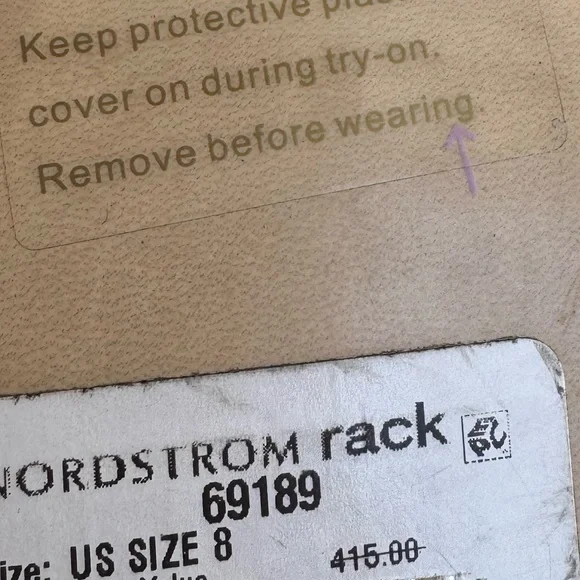 Keep protective
cover on during try-on.
Remove before wearing.
NORDSTROM rack
69189
US SIZE 8
415.00